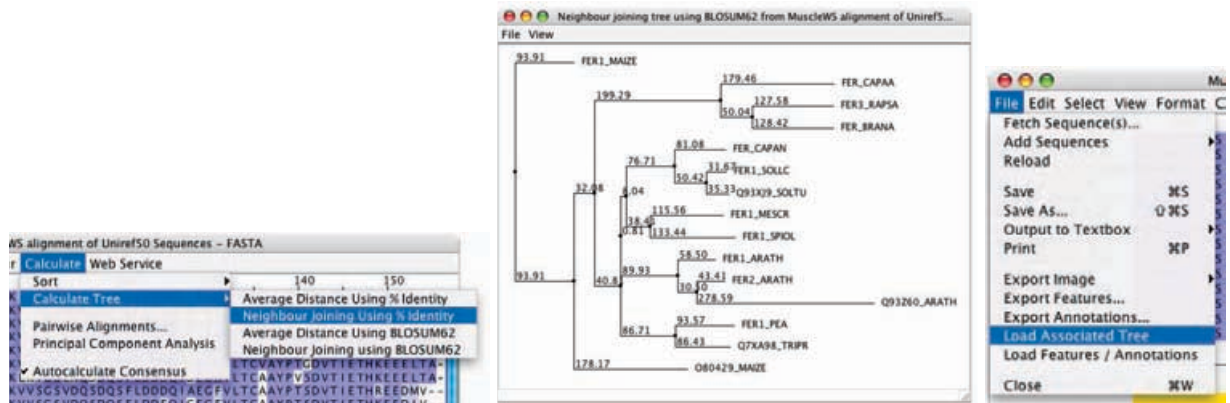 WS alignment of Uniref50 Sequences – FASTA
Calculate Web Service
Sort
Calculate Tree
Pairwise Alignments...
Principal Component Analysis
✓ Autocalculate Consensus
140 150
Average Distance Using % Identity
Neighbour Joining Using % Identity
Average Distance Using BLOSUM62
Neighbour Joining using BLOSUM62
Neighbour joining tree using BLOSUM62 from MuscleWS alignment of Uniref5...
File View
93.91 FER1_MAIZE
179.46 FER_CAPAA
199.29
127.58 FER3_RAPSA
50.04
128.42 FER_BRANA
81.08 FER_CAPAN
76.71
31.67 FER1_SOLLC
50.42
35.33 Q93XJ9_SOLTU
32.08
115.56 FER1_MESCR
0.81
133.44 FER1_SPIOL
58.50 FER1_ARATH
93.91
89.93
43.41 FER2_ARATH
278.59 Q93Z60_ARATH
93.57 FER1_PEA
86.71
86.43 Q7XA98_TRIPR
178.17 O80429_MAIZE
File Edit Select View Format
Fetch Sequence(s)...
Add Sequences
Reload
Save ⌘S
Save As... ⇧⌘S
Output to Textbox
Print ⌘P
Export Image
Export Features...
Export Annotations...
Load Associated Tree
Load Features / Annotations
Close ⌘W